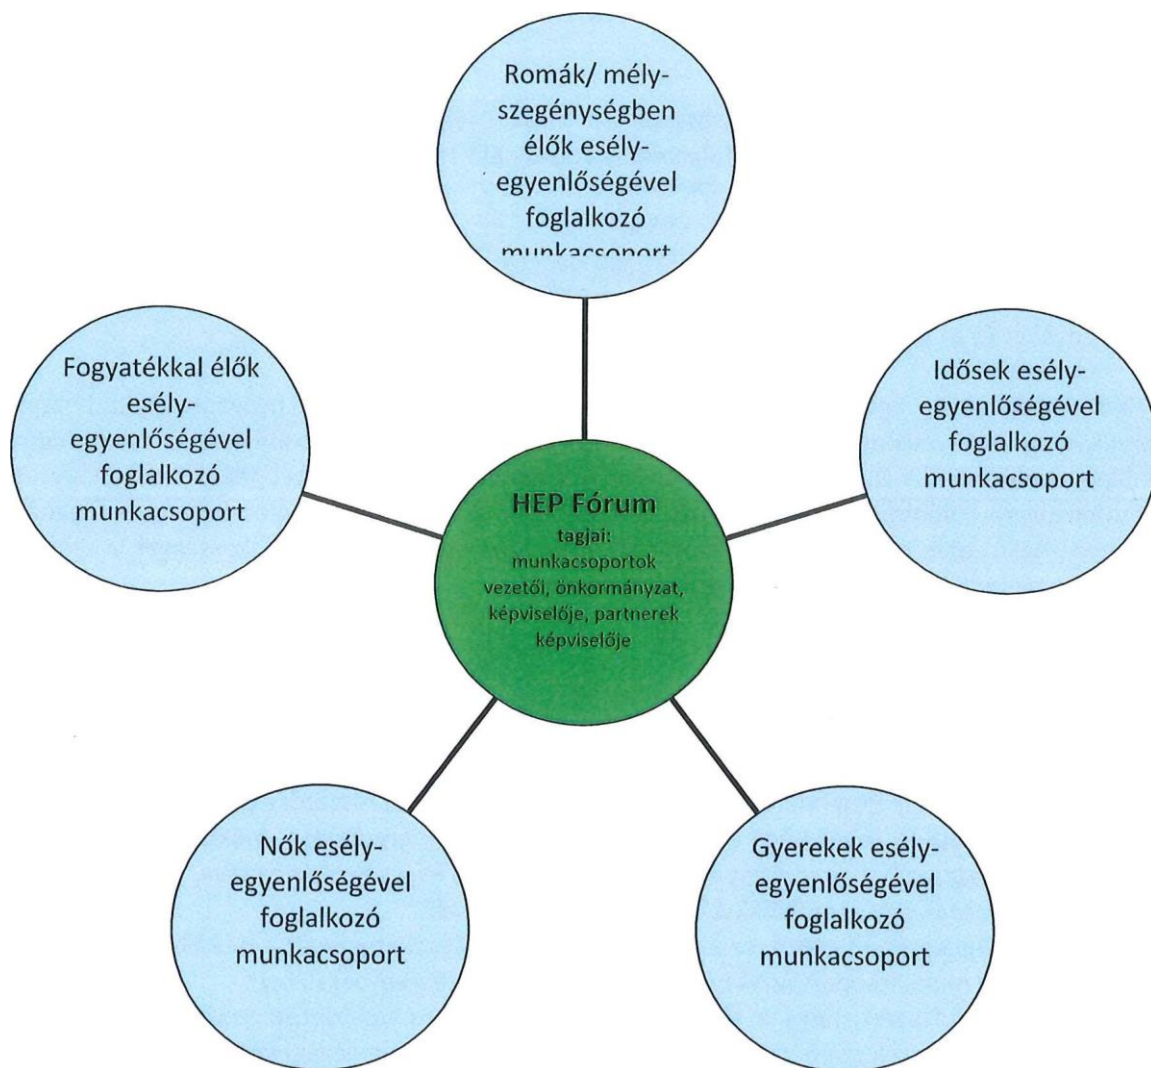 Romák/ mély-
szegénységben
élők esély-
egyenlőségével
foglalkozó
munkacsoport
Fogyatékkal élők
esély-
egyenlőségével
foglalkozó
munkacsoport
Idősek esély-
egyenlőségével
foglalkozó
munkacsoport
HEP Fórum
tagjai:
munkacsoportok
vezetői, önkormányzat,
képviselője, partnerek
képviselője
Nők esély-
egyenlőségével
foglalkozó
munkacsoport
Gyerekek esély-
egyenlőségével
foglalkozó
munkacsoport